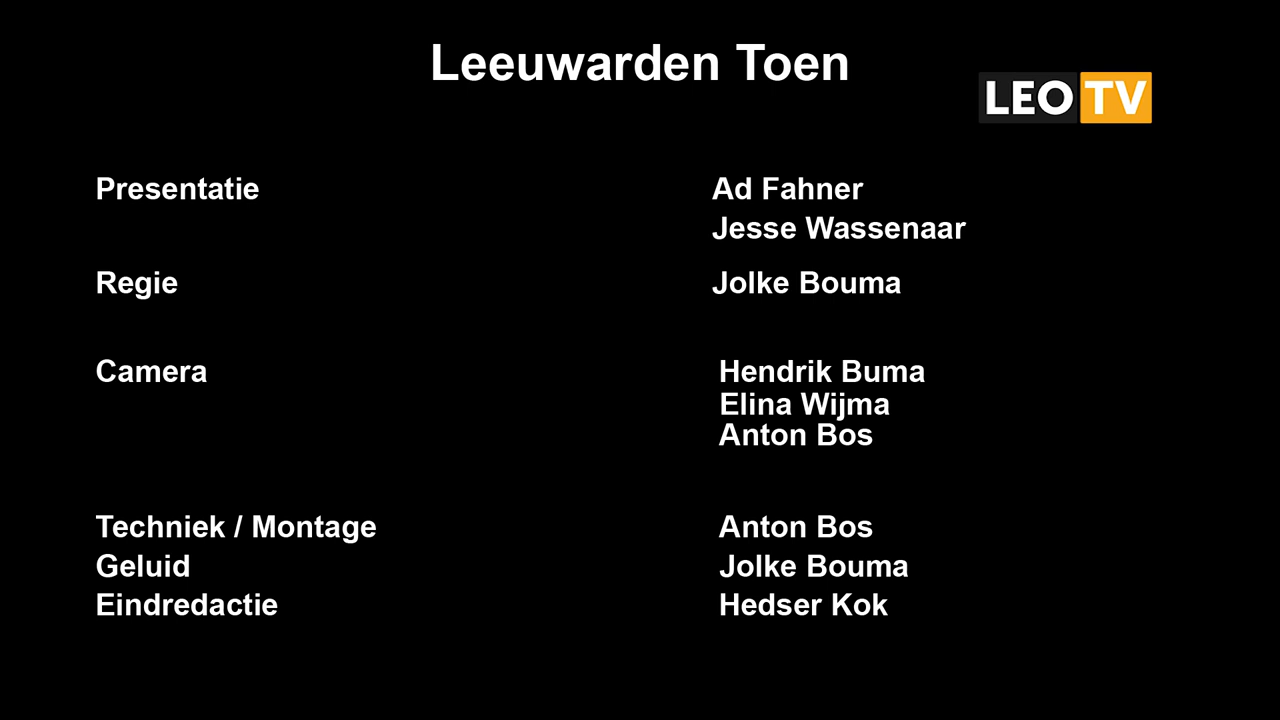 Leeuwarden Toen
LEO TV
Presentatie Ad Fahner
Jesse Wassenaar
Regie Jolke Bouma
Camera Hendrik Buma
Elina Wijma
Anton Bos
Techniek / Montage Anton Bos
Geluid Jolke Bouma
Eindredactie Hedser Kok